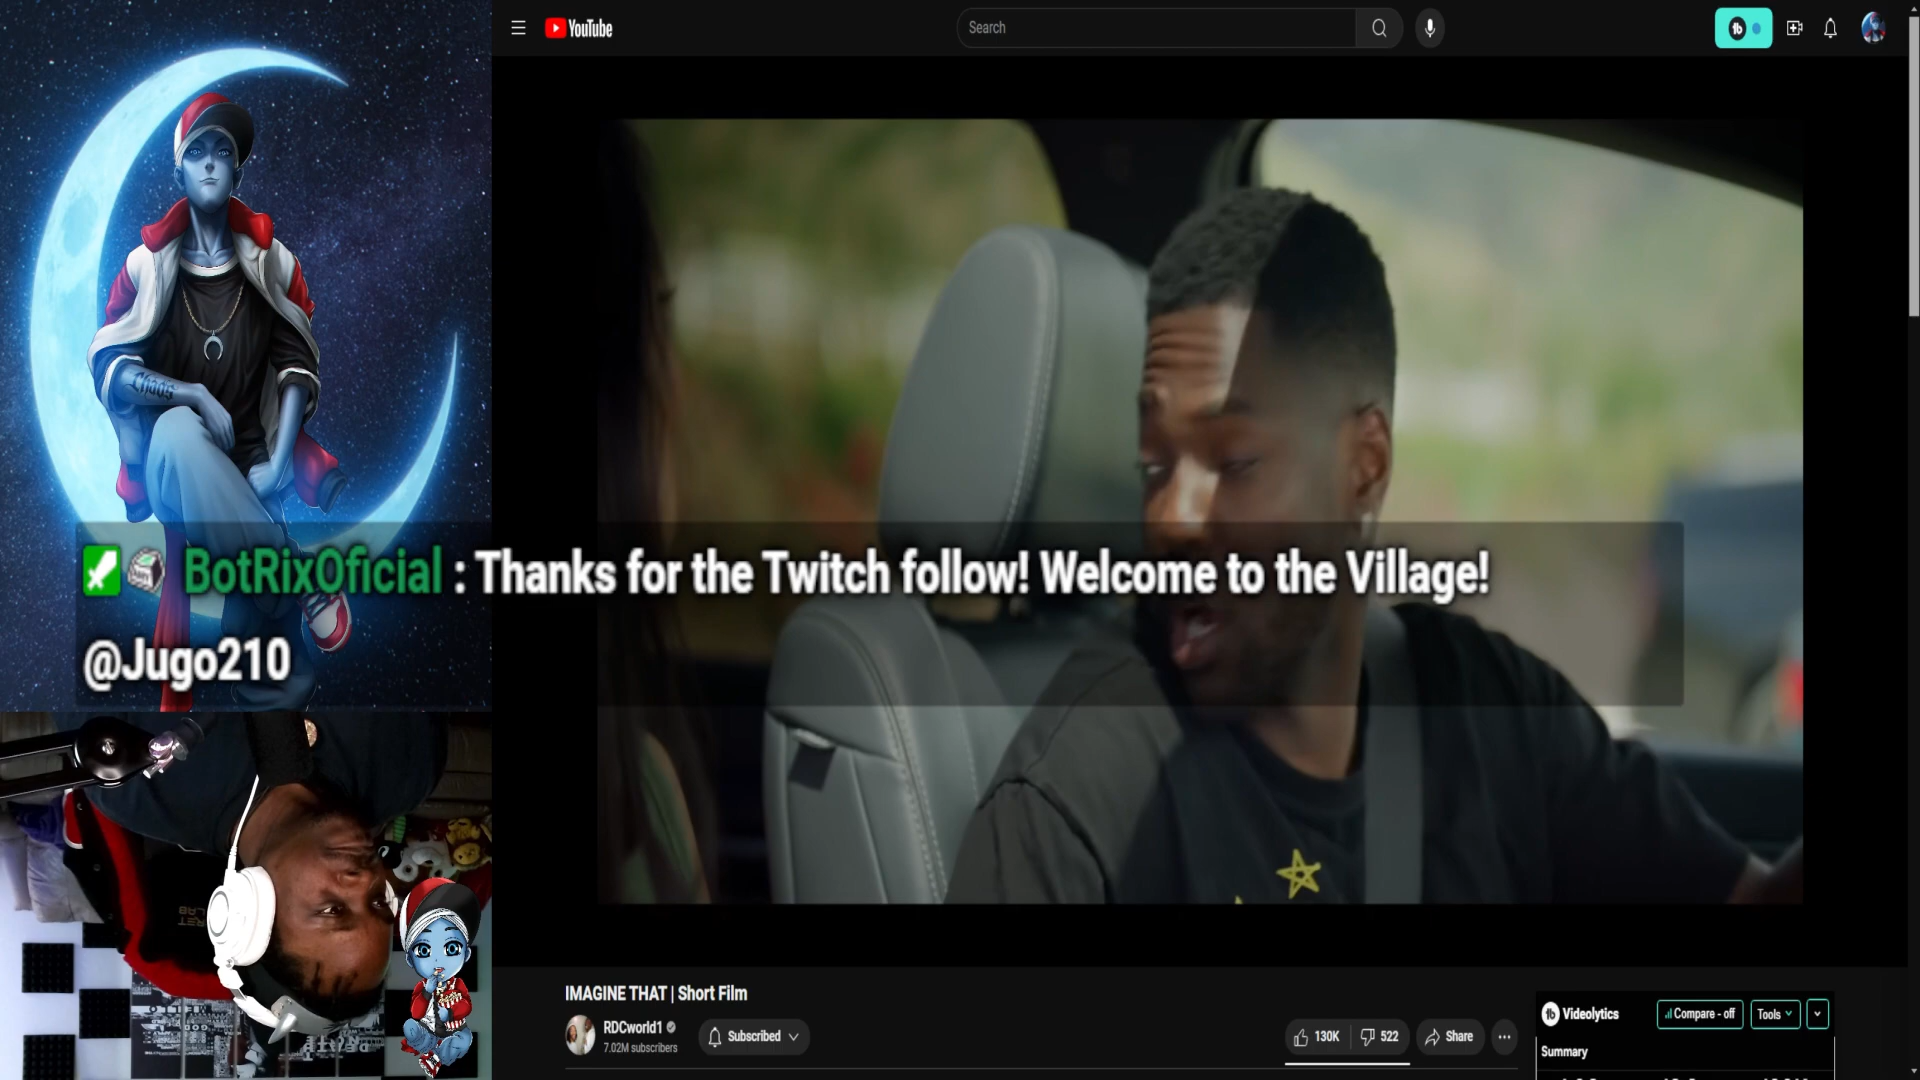 YouTube
Search
Chaos
BotRixOficial : Thanks for the Twitch follow! Welcome to the Village!
@Jugo210
IMAGINE THAT | Short Film
RDCworld1
7.02M subscribers
Subscribed
130K
522
Share
Videolytics
Compare - off
Tools
Summary